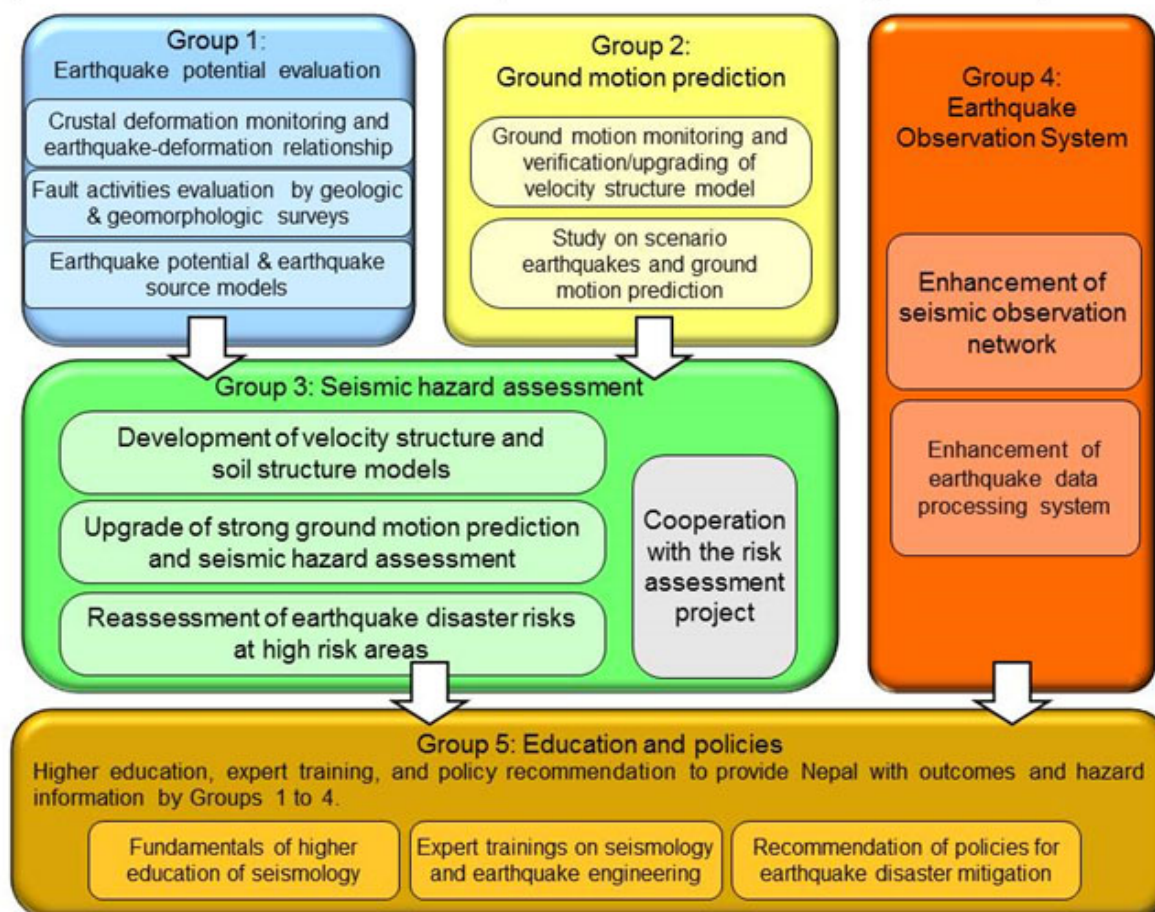 Group 1:
Earthquake potential evaluation
Crustal deformation monitoring and
earthquake-deformation relationship
Fault activities evaluation by geologic
& geomorphologic surveys
Earthquake potential & earthquake
source models
Group 2:
Ground motion prediction
Ground motion monitoring and
verification/upgrading of
velocity structure model
Study on scenario
earthquakes and ground
motion prediction
Group 4:
Earthquake
Observation System
Enhancement of
seismic observation
network
Enhancement of
earthquake data
processing system
Group 3: Seismic hazard assessment
Development of velocity structure and
soil structure models
Upgrade of strong ground motion prediction
and seismic hazard assessment
Reassessment of earthquake disaster risks
at high risk areas
Cooperation
with the risk
assessment
project
Group 5: Education and policies
Higher education, expert training, and policy recommendation to provide Nepal with outcomes and hazard
information by Groups 1 to 4.
Fundamentals of higher
education of seismology
Expert trainings on seismology
and earthquake engineering
Recommendation of policies for
earthquake disaster mitigation